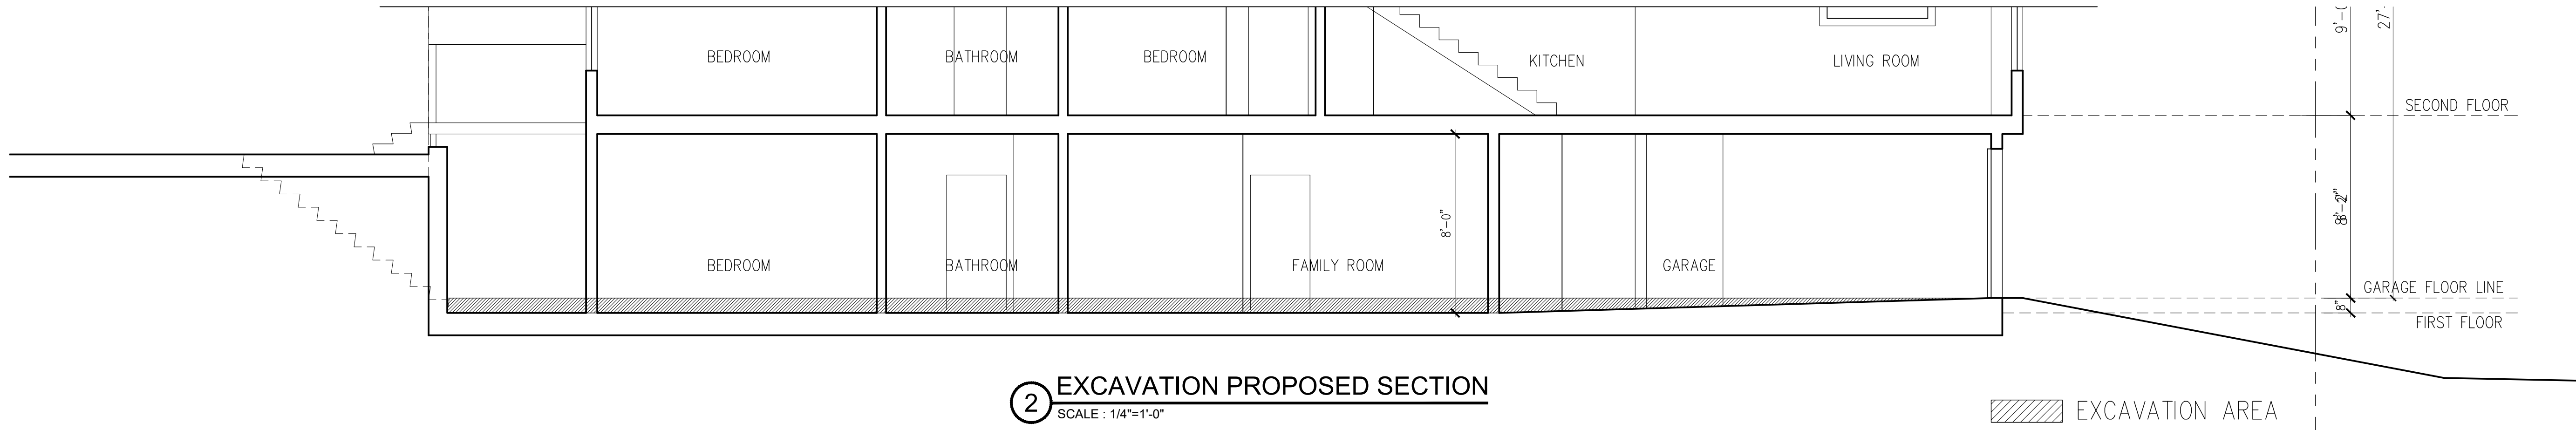 BEDROOM
BATHROOM
BEDROOM
KITCHEN
LIVING ROOM
SECOND FLOOR
8'-0"
BEDROOM
BATHROOM
FAMILY ROOM
GARAGE
GARAGE FLOOR LINE
8"
FIRST FLOOR
2
EXCAVATION PROPOSED SECTION
SCALE : 1/4"=1'-0"
EXCAVATION AREA